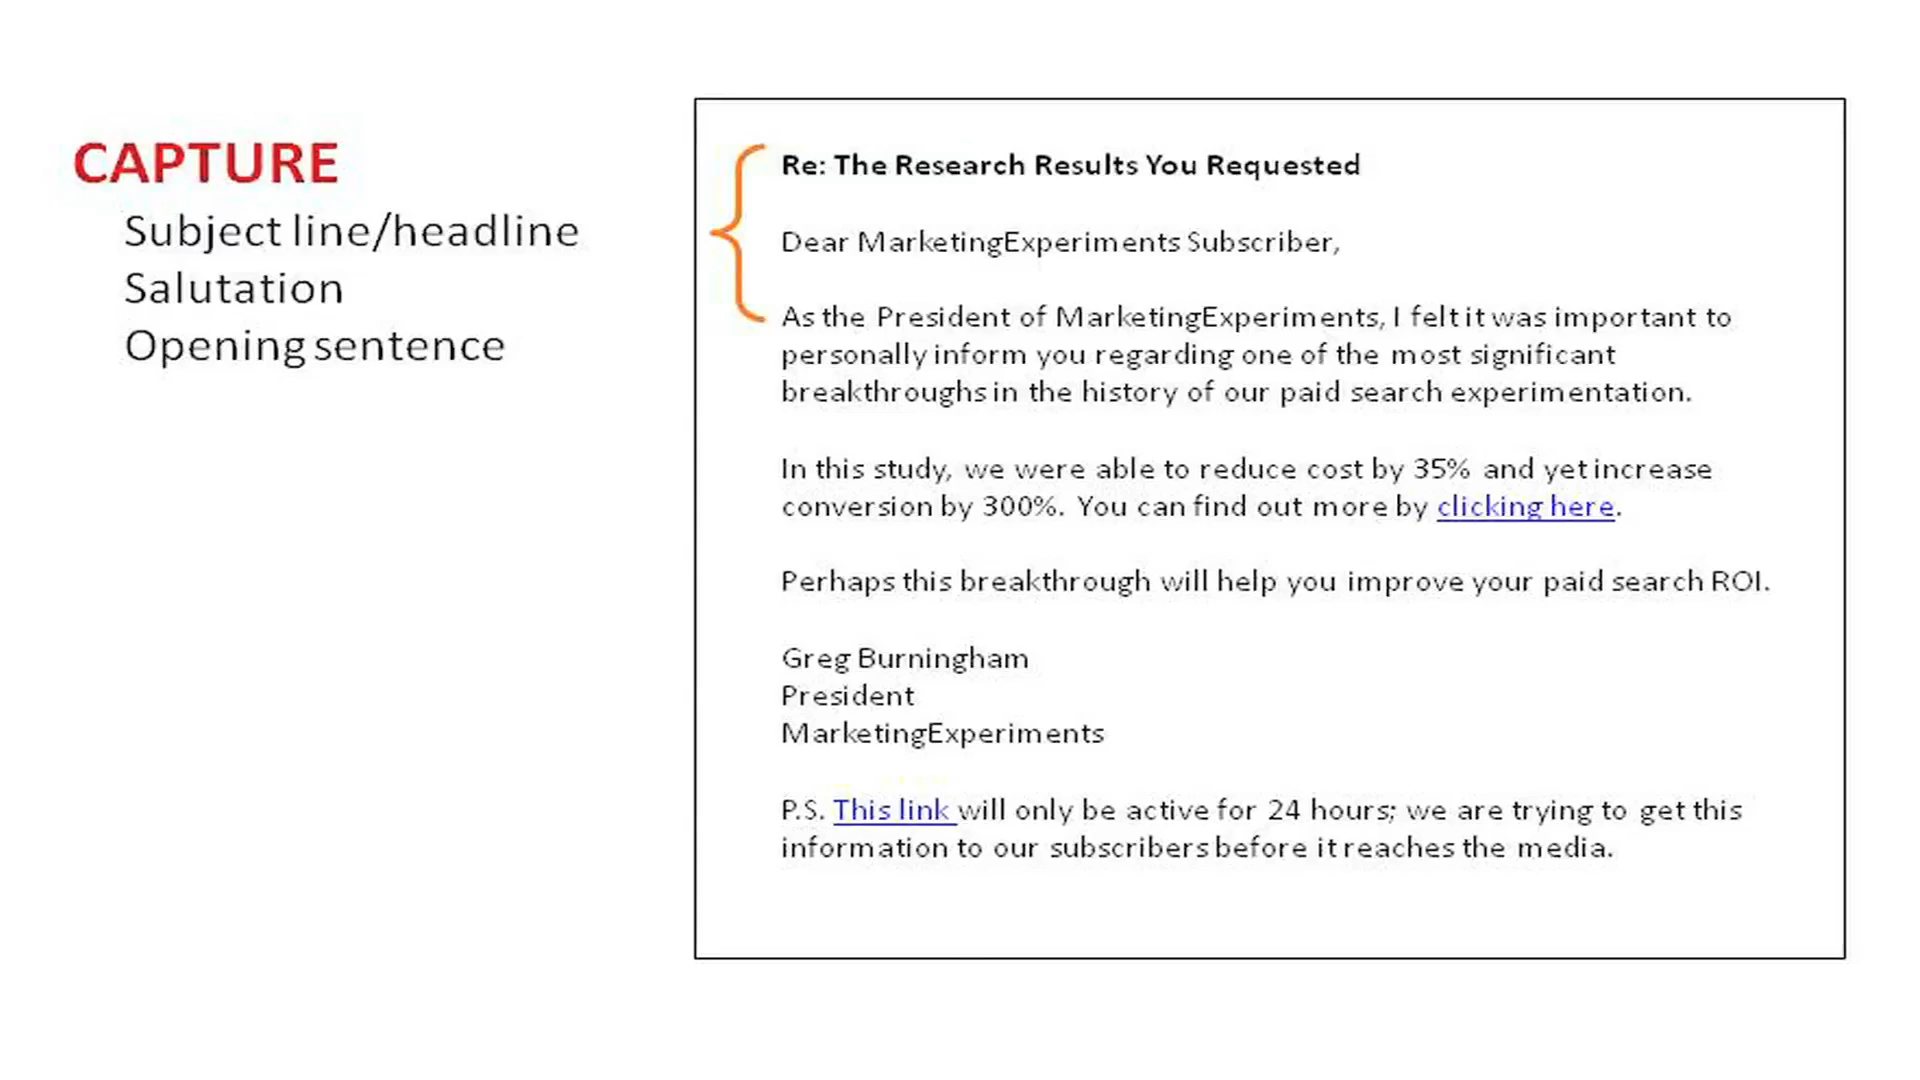 CAPTURE
Subject line/headline
Salutation
Opening sentence
Re: The Research Results You Requested
Dear MarketingExperiments Subscriber,
As the President of MarketingExperiments, I felt it was important to
personally inform you regarding one of the most significant
breakthroughs in the history of our paid search experimentation.
In this study, we were able to reduce cost by 35% and yet increase
conversion by 300%. You can find out more by clicking here.
Perhaps this breakthrough will help you improve your paid search ROI.
Greg Burningham
President
MarketingExperiments
P.S. This link will only be active for 24 hours; we are trying to get this
information to our subscribers before it reaches the media.